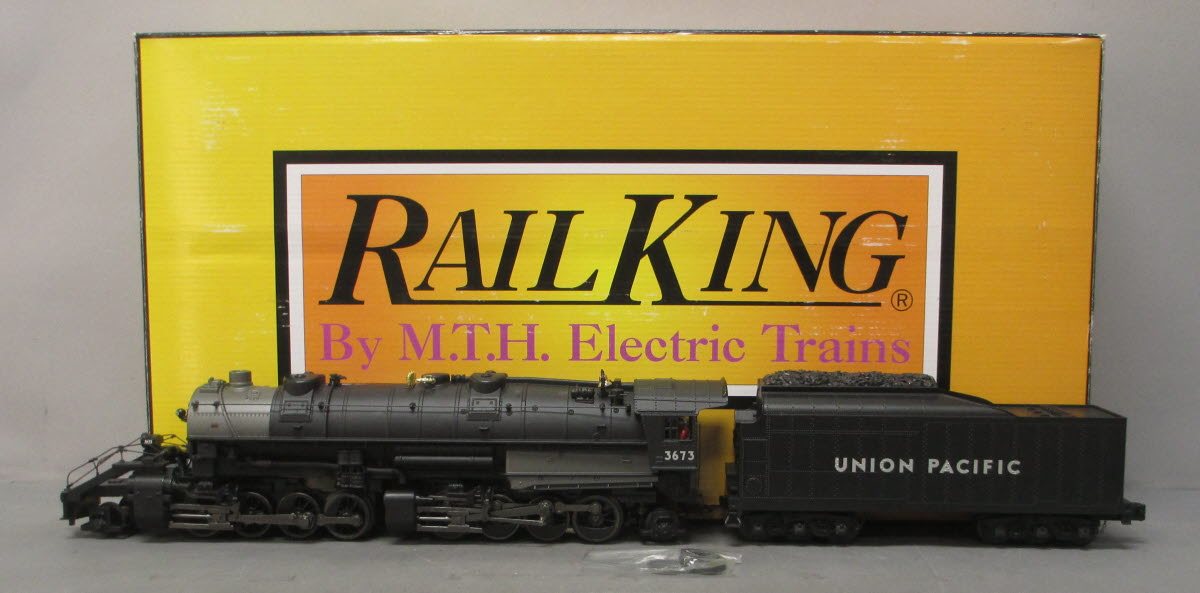 RAILKING®
By M.T.H. Electric Trains
3673
UNION PACIFIC